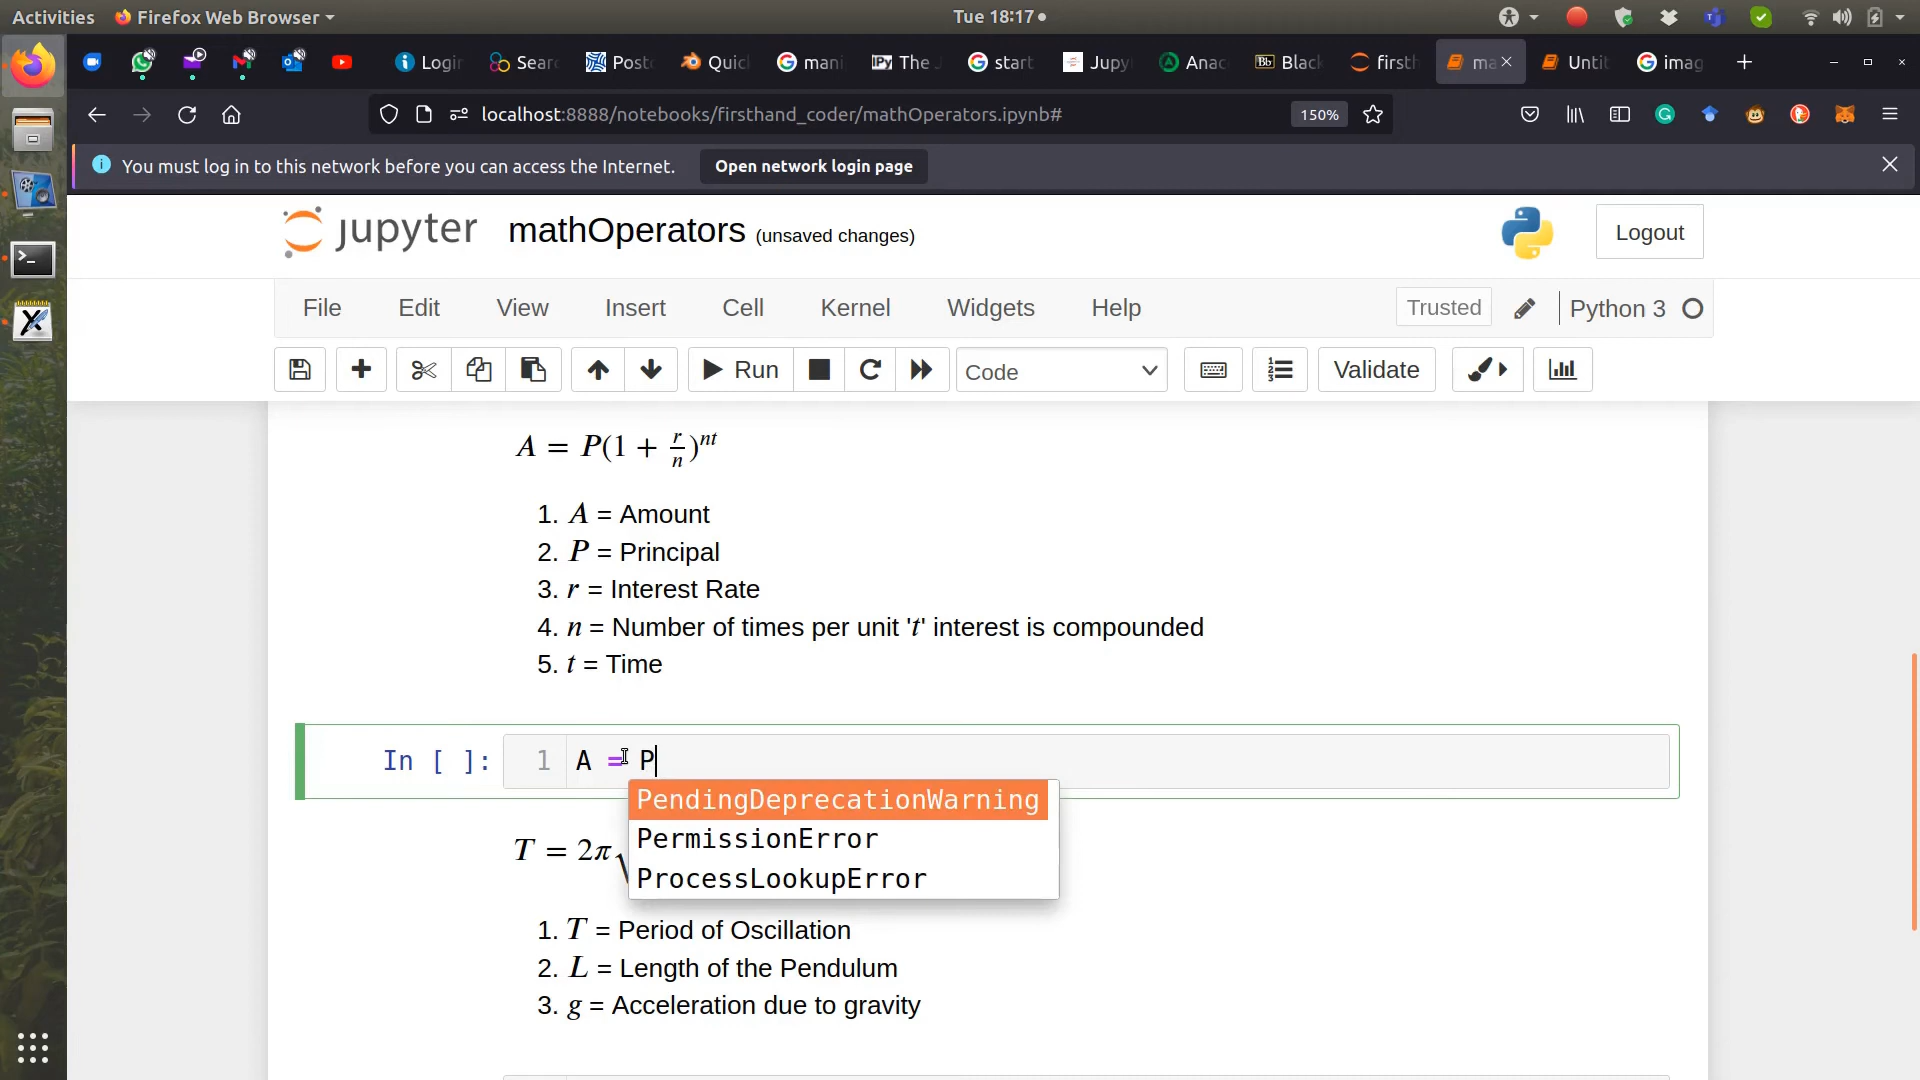 Activities Firefox Web Browser Tue 18:17
Logi Sear Posto Quic mani The J start Jupy Anac Black firsth ma Unti imag
localhost:8888/notebooks/firsthand_coder/mathOperators.ipynb# 150%
You must log in to this network before you can access the Internet. Open network login page
jupyter mathOperators (unsaved changes) Logout
File Edit View Insert Cell Kernel Widgets Help Trusted Python 3
Run Code Validate
A = P(1 + r/n)^nt
1. A = Amount
2. P = Principal
3. r = Interest Rate
4. n = Number of times per unit 't' interest is compounded
5. t = Time
In [ ]: 1 A = P
PendingDeprecationWarning
PermissionError
ProcessLookupError
T = 2π√
1. T = Period of Oscillation
2. L = Length of the Pendulum
3. g = Acceleration due to gravity